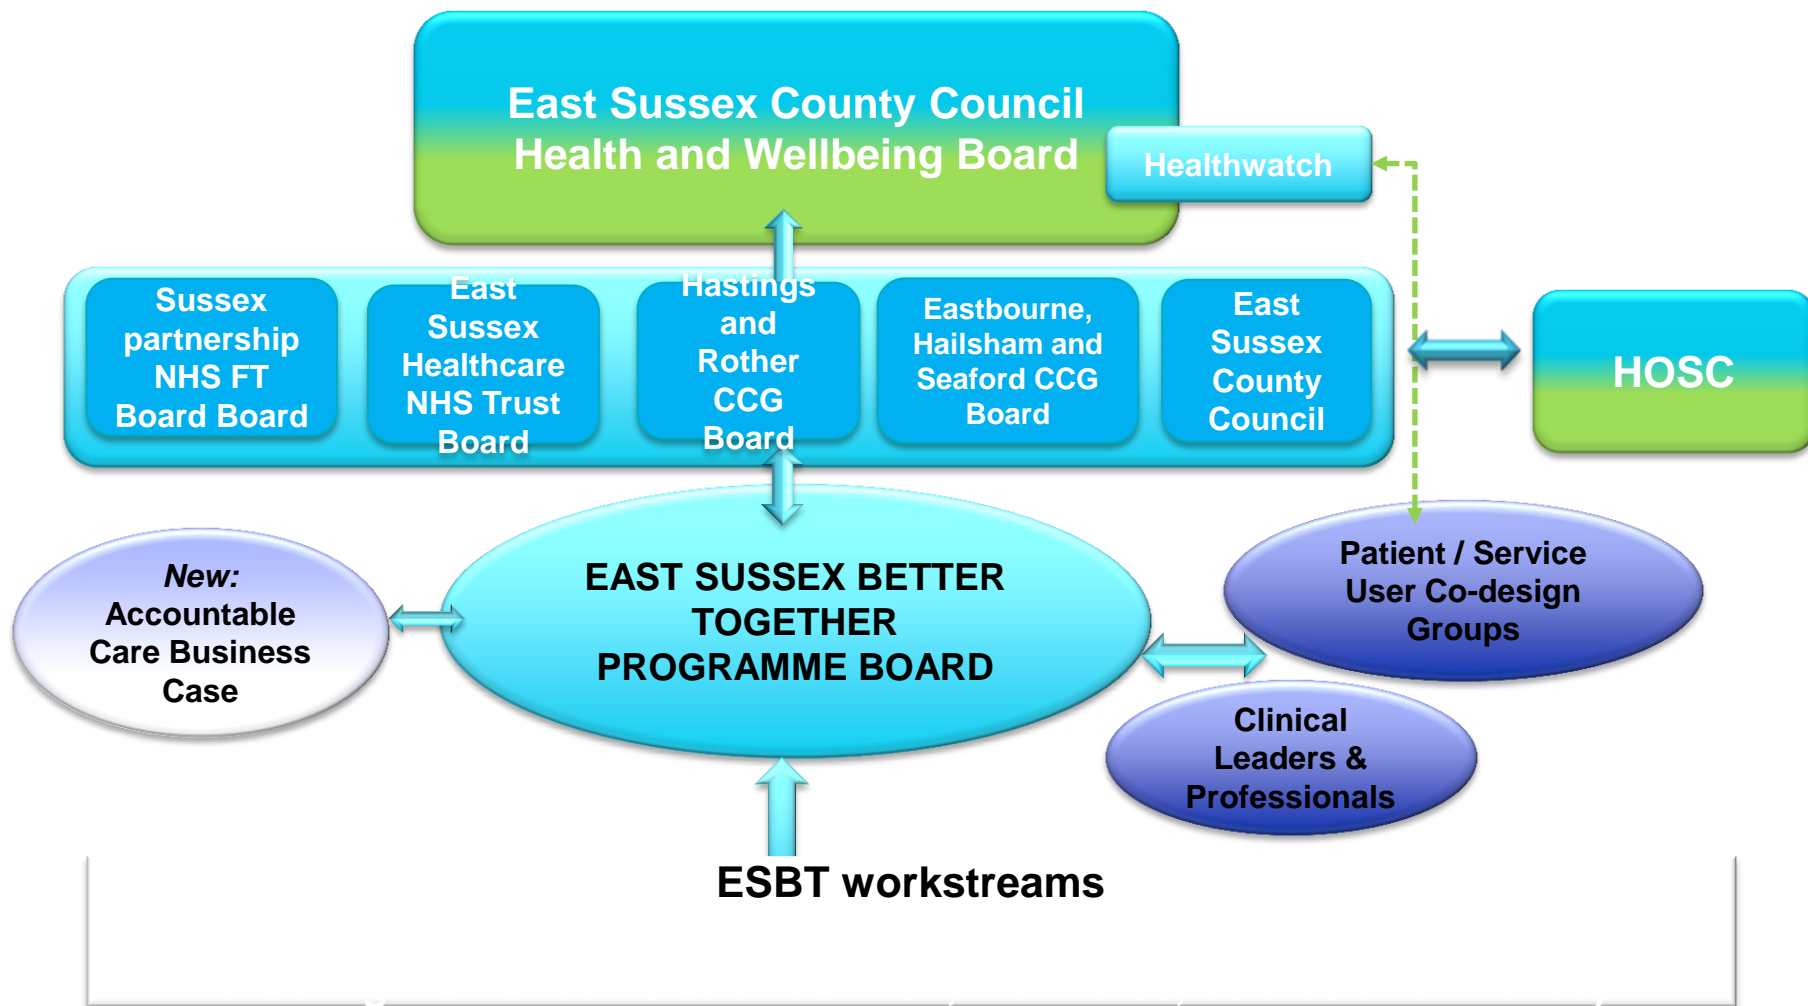 East Sussex County Council
Health and Wellbeing Board
Healthwatch
Sussex
partnership
NHS FT
Board Board
East
Sussex
Healthcare
NHS Trust
Board
Hastings
and
Rother
CCG
Board
Eastbourne,
Hailsham and
Seaford CCG
Board
East
Sussex
County
Council
HOSC
New:
Accountable
Care Business
Case
EAST SUSSEX BETTER
TOGETHER
PROGRAMME BOARD
Patient / Service
User Co-design
Groups
Clinical
Leaders &
Professionals
ESBT workstreams